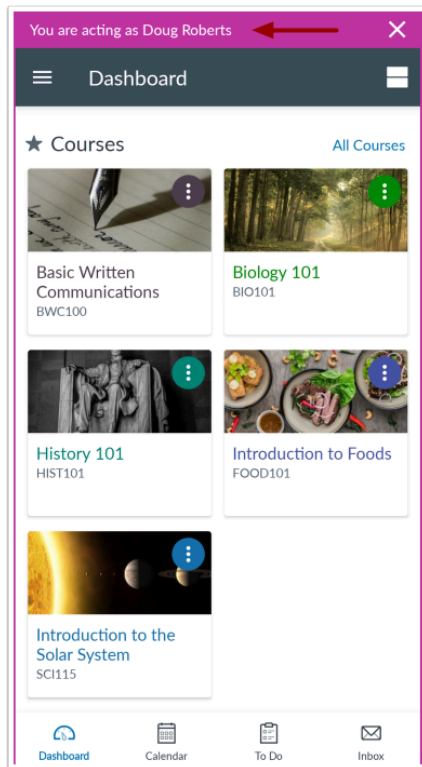 You are acting as Doug Roberts
Dashboard
Courses
All Courses
Basic Written
Communications
BWC100
Biology 101
BIO101
History 101
HIST101
Introduction to Foods
FOOD101
Introduction to the
Solar System
SCI115
Dashboard
Calendar
To Do
Inbox